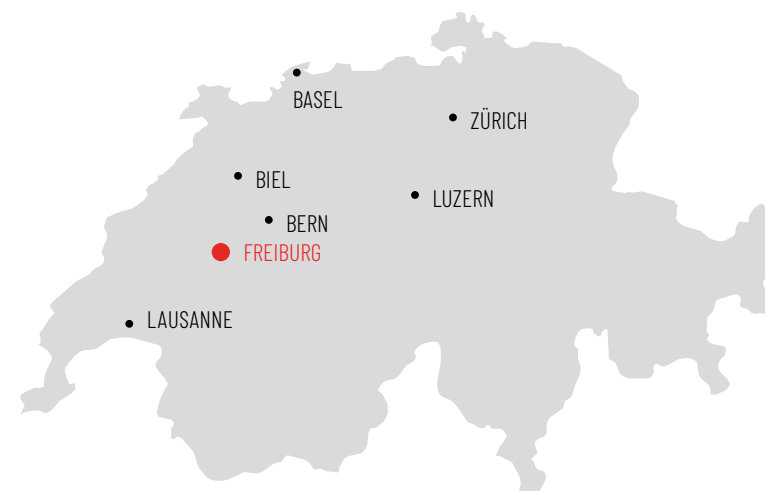 BASEL
ZÜRICH
BIEL
LUZERN
BERN
FREIBURG
LAUSANNE